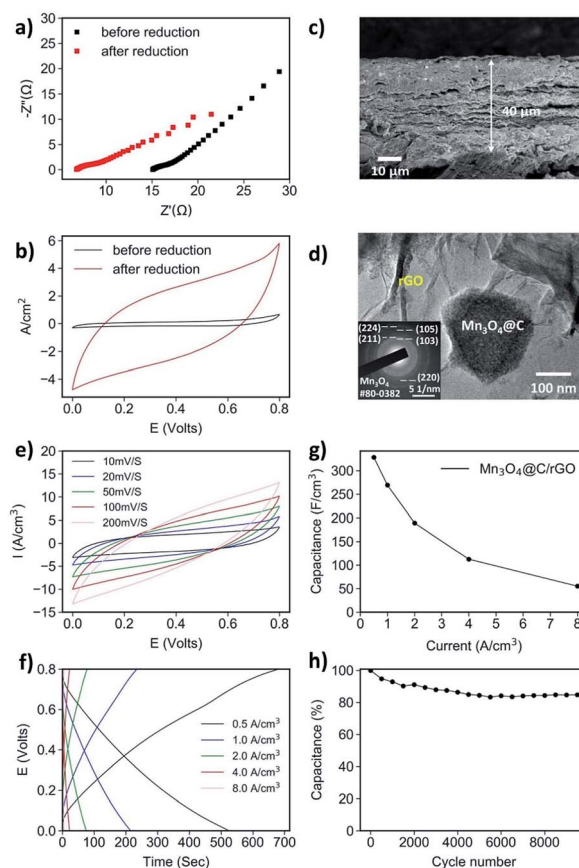 a)
before reduction
after reduction
-Z"(Ω)
20
15
10
5
0
5
10
15
20
25
30
Z'(Ω)
c)
40 μm
10 μm
b)
before reduction
after reduction
A/cm²
6
4
2
0
−2
−4
0.0
0.2
0.4
0.6
0.8
E (Volts)
d)
rGO
Mn₃O₄@C
(224)
(211)
(105)
(103)
(220)
Mn₃O₄
#80-0382
5 1/nm
100 nm
e)
10mV/S
20mV/S
50mV/S
100mV/S
200mV/S
I (A/cm³)
20
15
10
5
0
−5
−10
−15
0.0
0.2
0.4
0.6
0.8
E (Volts)
g)
Mn₃O₄@C/rGO
Capacitance (F/cm³)
300
250
200
150
100
50
0
0
1
2
3
4
5
6
7
8
Current (A/cm³)
f)
0.5 A/cm³
1.0 A/cm³
2.0 A/cm³
4.0 A/cm³
8.0 A/cm³
E (Volts)
0.8
0.6
0.4
0.2
0.0
0
100
200
300
400
500
600
700
Time (Sec)
h)
Capacitance (%)
100
80
60
40
20
0
0
2000
4000
6000
8000
Cycle number